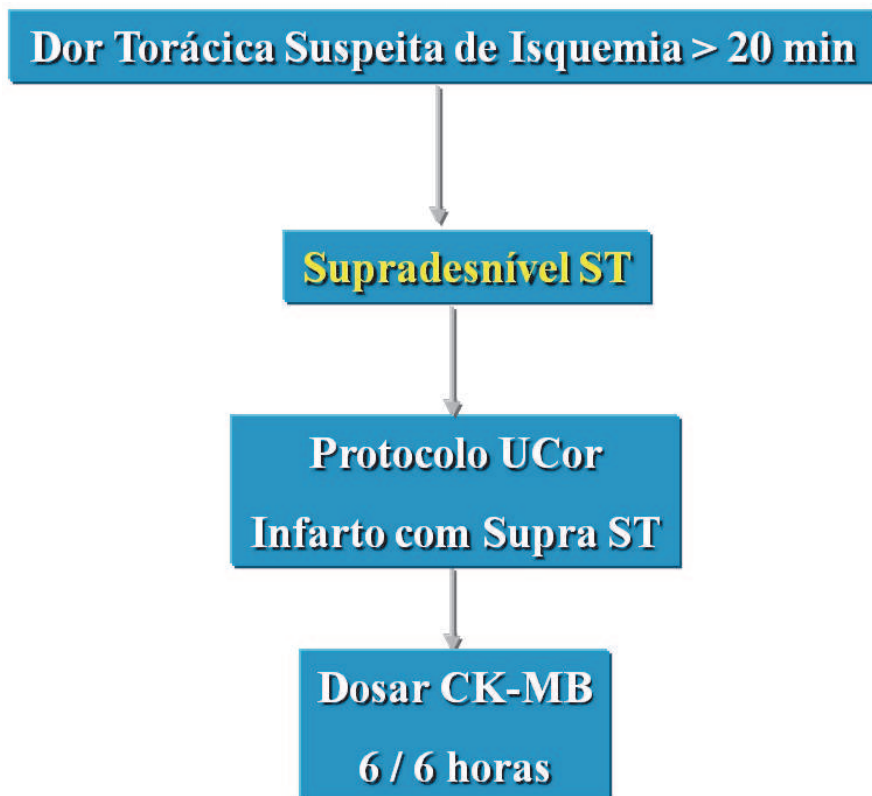 Dor Torácica Suspeita de Isquemia > 20 min
Supradesnível ST
Protocolo UCor
Infarto com Supra ST
Dosar CK-MB
6 / 6 horas